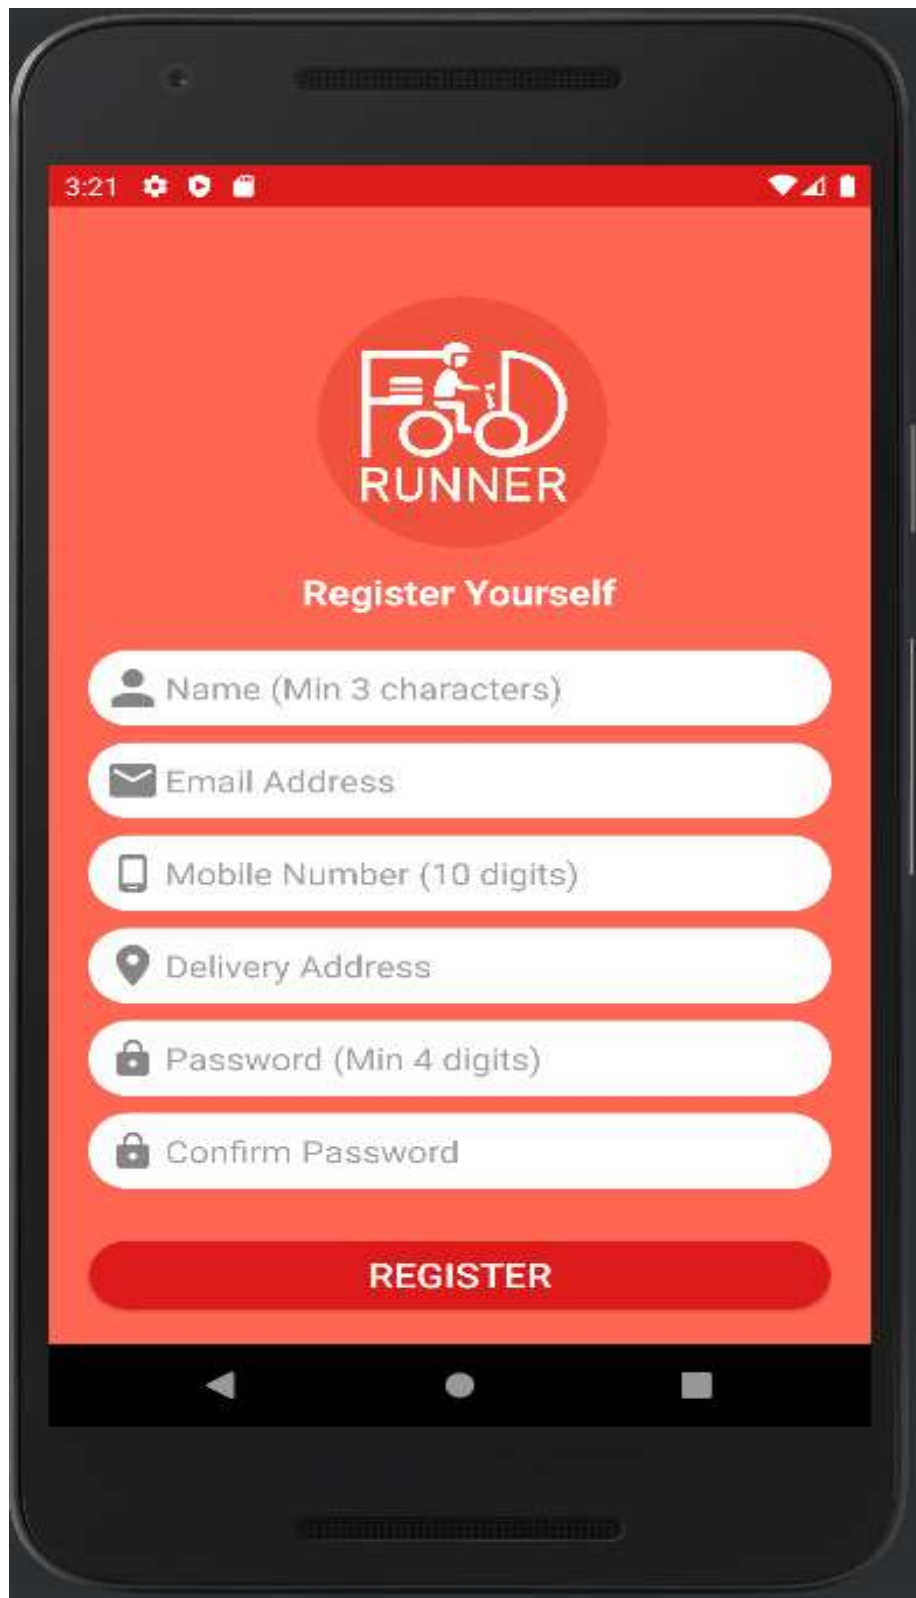 3:21
FOOD
RUNNER
Register Yourself
Name (Min 3 characters)
Email Address
Mobile Number (10 digits)
Delivery Address
Password (Min 4 digits)
Confirm Password
REGISTER